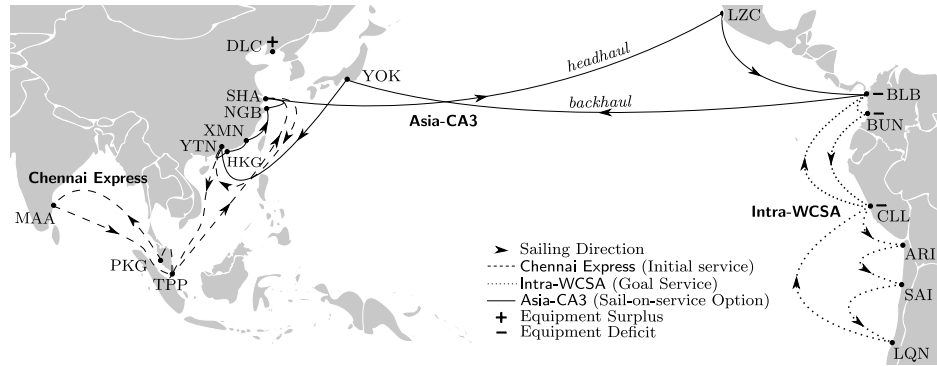 LZC
DLC +
headhaul
YOK
SHA
backhaul
BLB
NGB
Asia-CA3
BUN
XMN
YTN
HKG
Chennai Express
Intra-WCSA
MAA
CLL
Sailing Direction
ARI
PKG
Chennai Express (Initial service)
TPP
Intra-WCSA (Goal Service)
SAI
Asia-CA3 (Sail-on-service Option)
+ Equipment Surplus
− Equipment Deficit
LQN